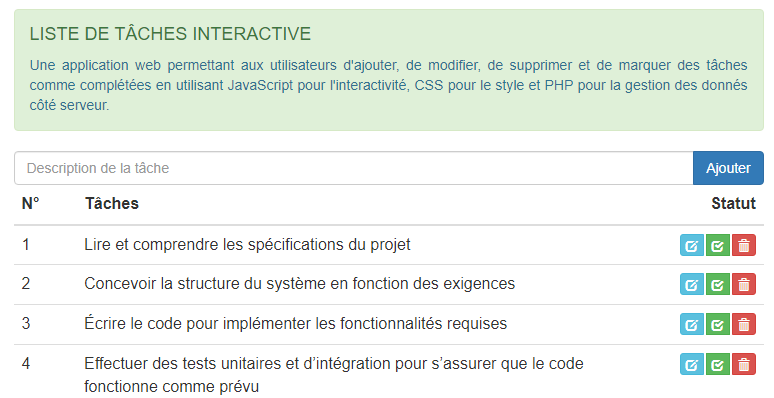 LISTE DE TÂCHES INTERACTIVE
Une application web permettant aux utilisateurs d'ajouter, de modifier, de supprimer et de marquer des tâches
comme complétées en utilisant JavaScript pour l'interactivité, CSS pour le style et PHP pour la gestion des donnés
côté serveur.
Description de la tâche Ajouter
N° Tâches Statut
1 Lire et comprendre les spécifications du projet
2 Concevoir la structure du système en fonction des exigences
3 Écrire le code pour implémenter les fonctionnalités requises
4 Effectuer des tests unitaires et d’intégration pour s’assurer que le code
fonctionne comme prévu